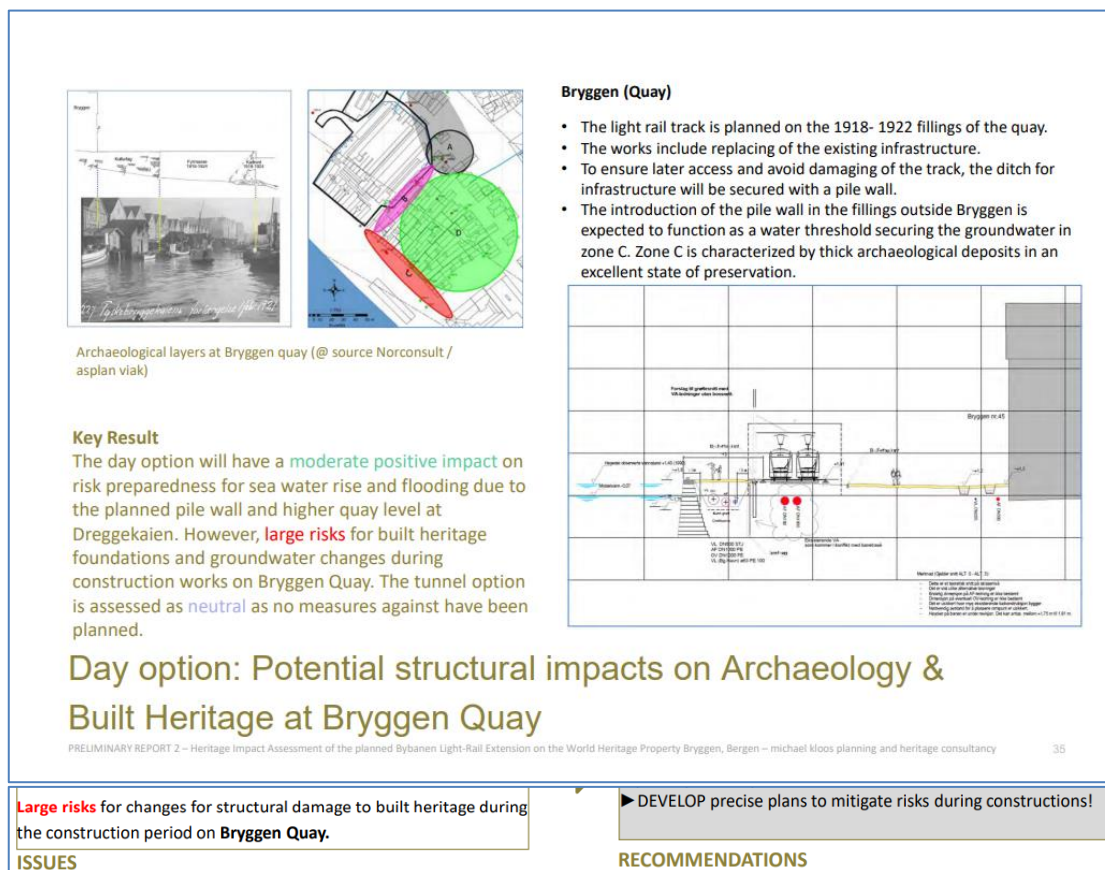 Bryggen (Quay)
• The light rail track is planned on the 1918- 1922 fillings of the quay.
• The works include replacing of the existing infrastructure.
• To ensure later access and avoid damaging of the track, the ditch for
infrastructure will be secured with a pile wall.
• The introduction of the pile wall in the fillings outside Bryggen is
expected to function as a water threshold securing the groundwater in
zone C. Zone C is characterized by thick archaeological deposits in an
excellent state of preservation.
Bryggen
A
B
C
D
Archaeological layers at Bryggen quay (@ source Norconsult /
asplan viak)
Bryggen nr.45
Key Result
The day option will have a moderate positive impact on
risk preparedness for sea water rise and flooding due to
the planned pile wall and higher quay level at
Dreggekaien. However, large risks for built heritage
foundations and groundwater changes during
construction works on Bryggen Quay. The tunnel option
is assessed as neutral as no measures against have been
planned.
Day option: Potential structural impacts on Archaeology &
Built Heritage at Bryggen Quay
PRELIMINARY REPORT 2 – Heritage Impact Assessment of the planned Bybanen Light-Rail Extension on the World Heritage Property Bryggen, Bergen – michael kloos planning and heritage consultancy
35
Large risks for changes for structural damage to built heritage during
the construction period on Bryggen Quay.
ISSUES
►DEVELOP precise plans to mitigate risks during constructions!
RECOMMENDATIONS